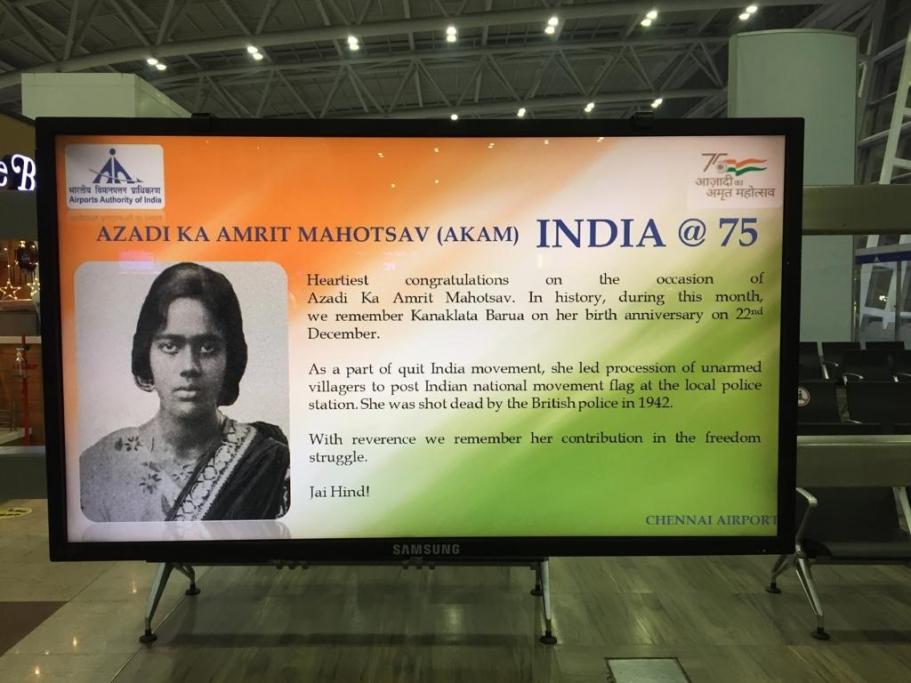 e B
भारतीय विमानपत्तन प्राधिकरण
Airports Authority of India
75
आज़ादी का
अमृत महोत्सव
AZADI KA AMRIT MAHOTSAV (AKAM) INDIA @ 75
Heartiest congratulations on the occasion of
Azadi Ka Amrit Mahotsav. In history, during this month,
we remember Kanaklata Barua on her birth anniversary on 22nd
December.
As a part of quit India movement, she led procession of unarmed
villagers to post Indian national movement flag at the local police
station. She was shot dead by the British police in 1942.
With reverence we remember her contribution in the freedom
struggle.
Jai Hind!
CHENNAI AIRPORT
SAMSUNG